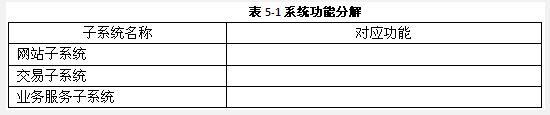 表 5-1 系统功能分解
子系统名称 对应功能
网站子系统
交易子系统
业务服务子系统